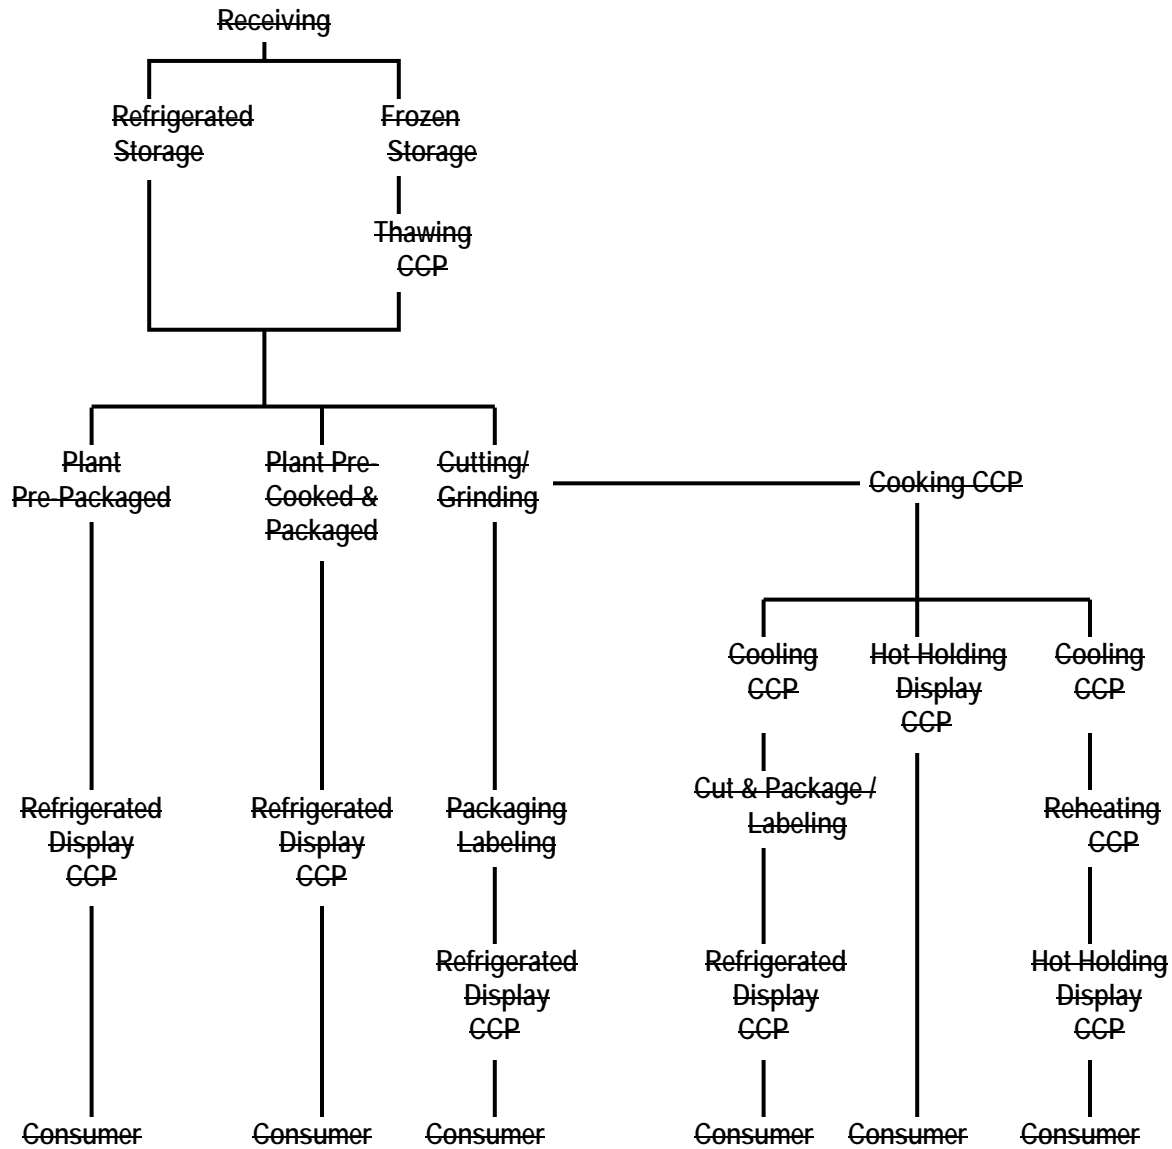 Receiving
Refrigerated
Storage
Frozen
Storage
Thawing
CCP
Plant
Pre-Packaged
Plant Pre-
Cooked &
Packaged
Cutting/
Grinding
Cooking CCP
Cooling
CCP
Hot Holding
Display
CCP
Cooling
CCP
Refrigerated
Display
CCP
Refrigerated
Display
CCP
Packaging
Labeling
Cut & Package /
Labeling
Reheating
CCP
Refrigerated
Display
CCP
Refrigerated
Display
CCP
Hot Holding
Display
CCP
Consumer
Consumer
Consumer
Consumer
Consumer
Consumer